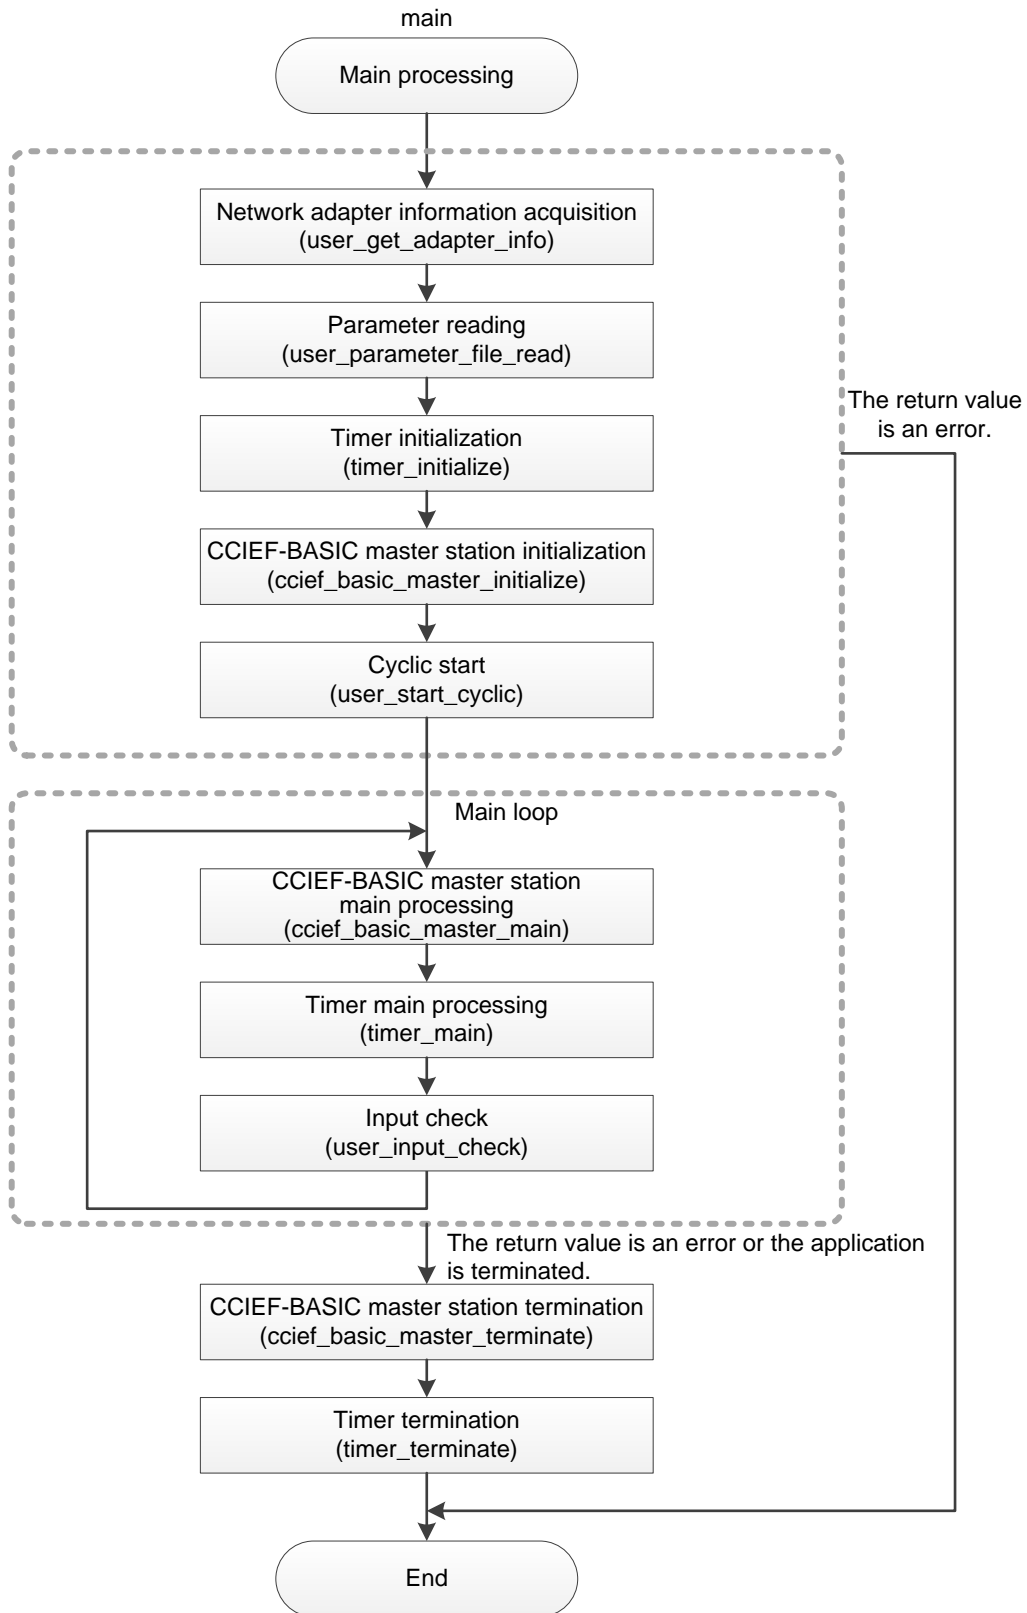 main
Main processing
Network adapter information acquisition
(user_get_adapter_info)
Parameter reading
(user_parameter_file_read)
The return value
is an error.
Timer initialization
(timer_initialize)
CCIEF-BASIC master station initialization
(ccief_basic_master_initialize)
Cyclic start
(user_start_cyclic)
Main loop
CCIEF-BASIC master station
main processing
(ccief_basic_master_main)
Timer main processing
(timer_main)
Input check
(user_input_check)
The return value is an error or the application
is terminated.
CCIEF-BASIC master station termination
(ccief_basic_master_terminate)
Timer termination
(timer_terminate)
End